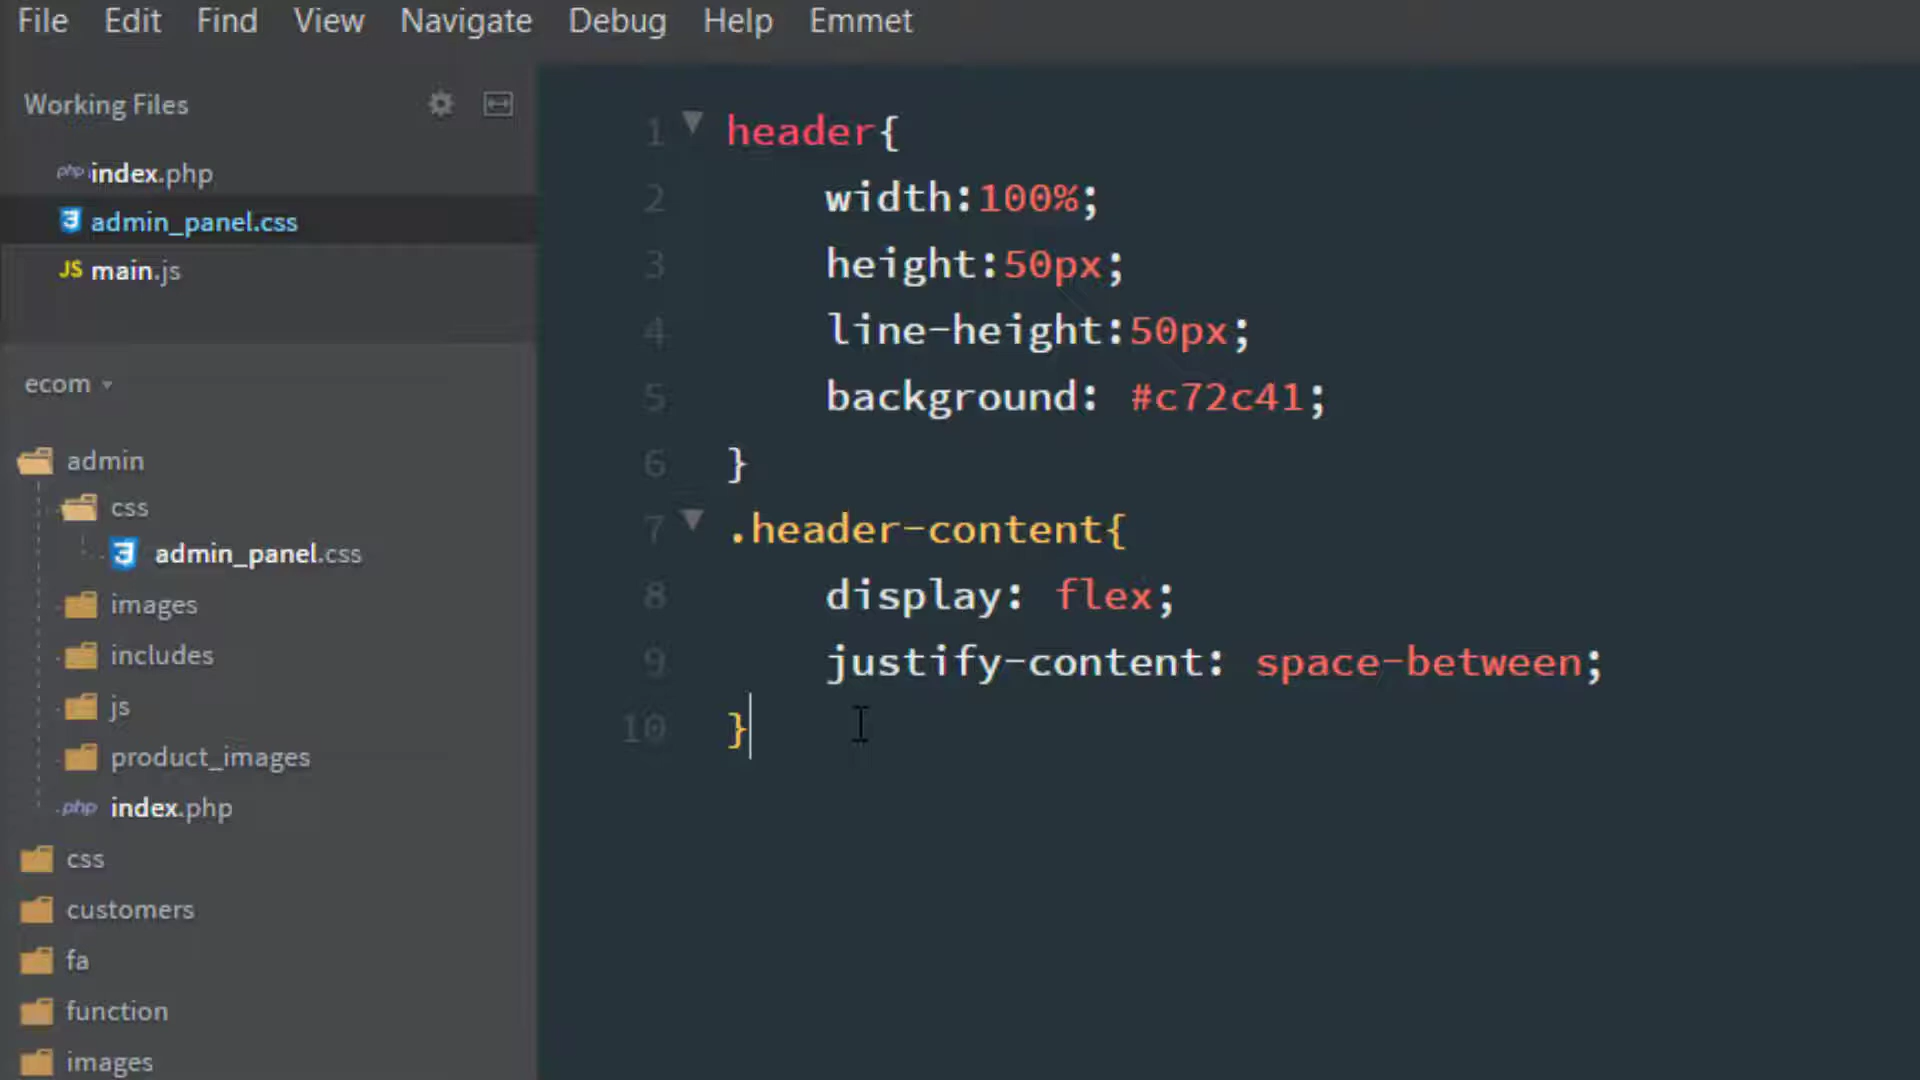 File Edit Find View Navigate Debug Help Emmet
Working Files
php index.php
admin_panel.css
JS main.js
ecom
admin
css
admin_panel.css
images
includes
js
product_images
php index.php
css
customers
fa
function
images
1 header{
2 width:100%;
3 height:50px;
4 line-height:50px;
5 background: #c72c41;
6 }
7 .header-content{
8 display: flex;
9 justify-content: space-between;
10 }